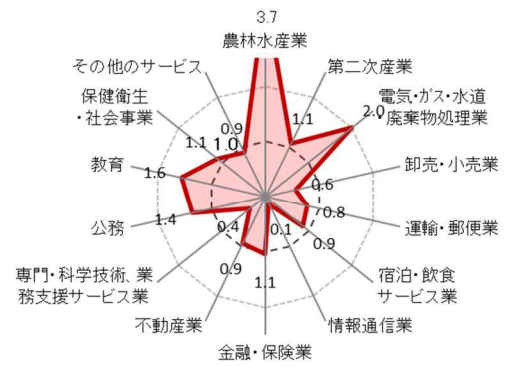 3.7
農林水産業
第二次産業
1.1
電気・ガス・水道
・廃棄物処理業
2.0
卸売・小売業
0.6
運輸・郵便業
0.8
宿泊・飲食
サービス業
0.9
情報通信業
0.1
金融・保険業
1.1
不動産業
0.9
専門・科学技術、業
務支援サービス業
0.4
公務
1.4
教育
1.6
保健衛生
・社会事業
1.1
その他のサービス
0.9
1.0